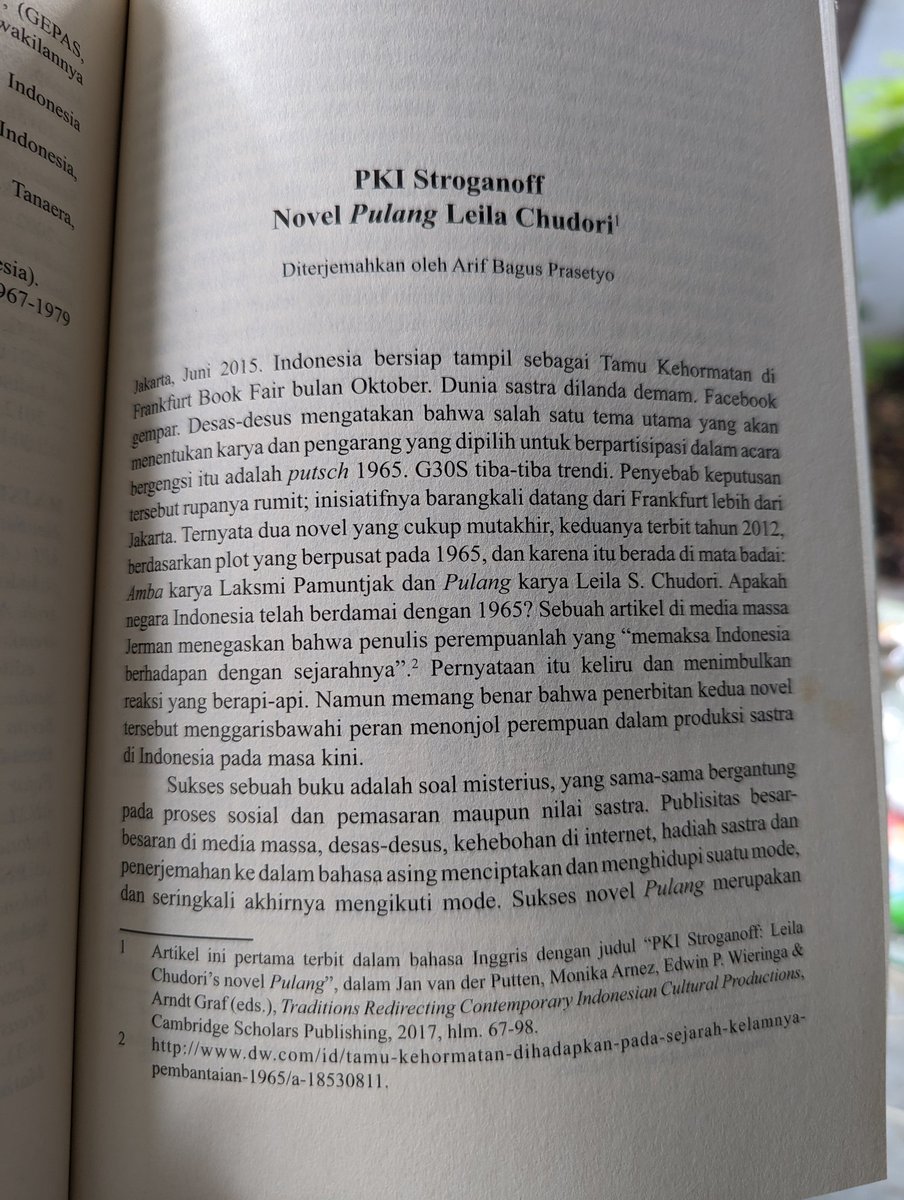 , (GEPAS,
wakilannya
Indonesia
Indonesia,
Tanaera,
esia).
967-1979
PKI Stroganoff
Novel Pulang Leila Chudori¹
Diterjemahkan oleh Arif Bagus Prasetyo
Jakarta, Juni 2015. Indonesia bersiap tampil sebagai Tamu Kehormatan di
Frankfurt Book Fair bulan Oktober. Dunia sastra dilanda demam. Facebook
gempar. Desas-desus mengatakan bahwa salah satu tema utama yang akan
menentukan karya dan pengarang yang dipilih untuk berpartisipasi dalam acara
bergengsi itu adalah putsch 1965. G30S tiba-tiba trendi. Penyebab keputusan
tersebut rupanya rumit; inisiatifnya barangkali datang dari Frankfurt lebih dari
Jakarta. Ternyata dua novel yang cukup mutakhir, keduanya terbit tahun 2012,
berdasarkan plot yang berpusat pada 1965, dan karena itu berada di mata badai:
Amba karya Laksmi Pamuntjak dan Pulang karya Leila S. Chudori. Apakah
negara Indonesia telah berdamai dengan 1965? Sebuah artikel di media massa
Jerman menegaskan bahwa penulis perempuanlah yang “memaksa Indonesia
berhadapan dengan sejarahnya”.² Pernyataan itu keliru dan menimbulkan
reaksi yang berapi-api. Namun memang benar bahwa penerbitan kedua novel
tersebut menggarisbawahi peran menonjol perempuan dalam produksi sastra
di Indonesia pada masa kini.
Sukses sebuah buku adalah soal misterius, yang sama-sama bergantung
pada proses sosial dan pemasaran maupun nilai sastra. Publisitas besar-
besaran di media massa, desas-desus, kehebohan di internet, hadiah sastra dan
penerjemahan ke dalam bahasa asing menciptakan dan menghidupi suatu mode,
dan seringkali akhirnya mengikuti mode. Sukses novel Pulang merupakan
1 Artikel ini pertama terbit dalam bahasa Inggris dengan judul “PKI Stroganoff: Leila
Chudori’s novel Pulang”, dalam Jan van der Putten, Monika Arnez, Edwin P. Wieringa &
Arndt Graf (eds.), Traditions Redirecting Contemporary Indonesian Cultural Productions,
Cambridge Scholars Publishing, 2017, hlm. 67-98.
2 http://www.dw.com/id/tamu-kehormatan-dihadapkan-pada-sejarah-kelamnya-
pembantaian-1965/a-18530811.